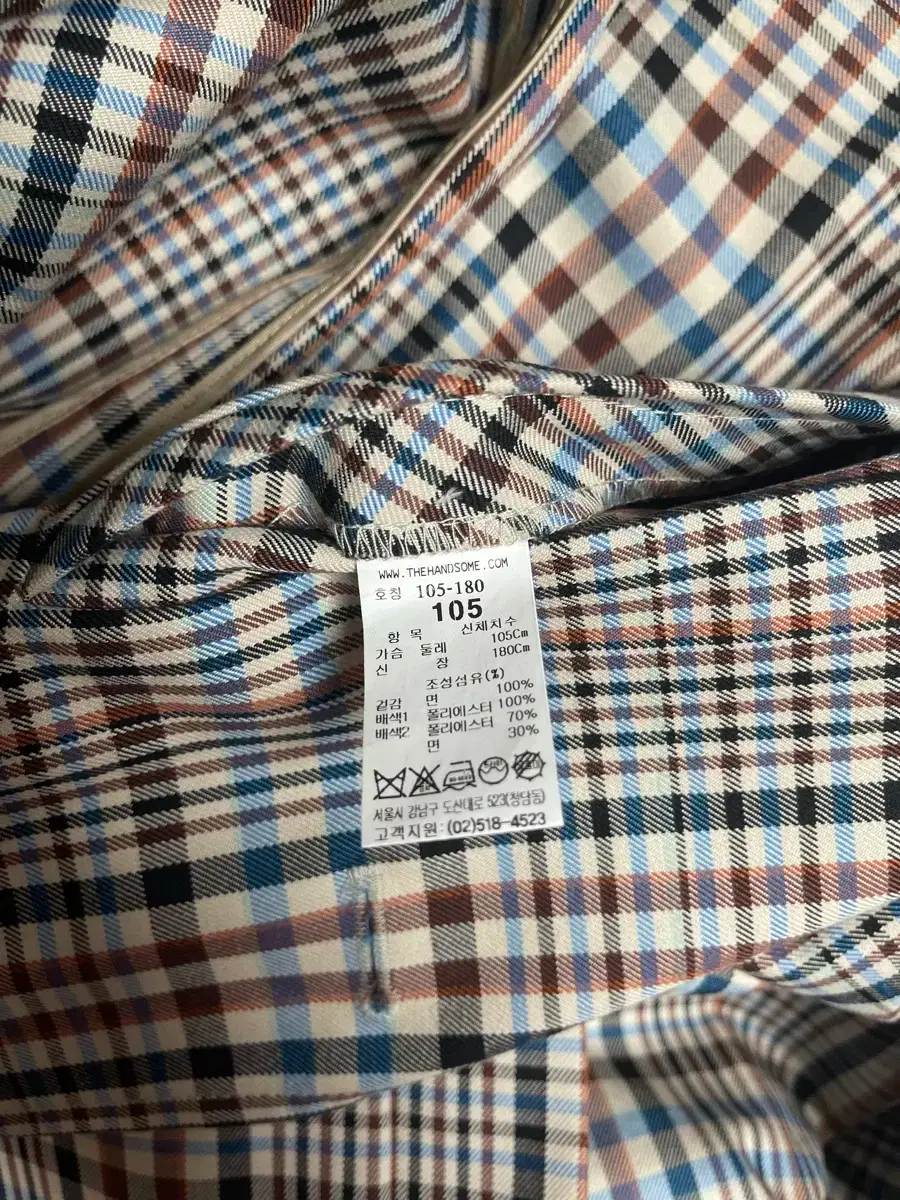 WWW.THEHANDSOME.COM
호칭 105-180
105
항 목 신체치수
가슴 둘레 105Cm
신 장 180Cm
조성섬유(%)
겉감 면 100%
배색1 폴리에스터 100%
배색2 폴리에스터 70%
면 30%
서울시 강남구 도산대로 523(청담동)
고객지원: (02)518-4523